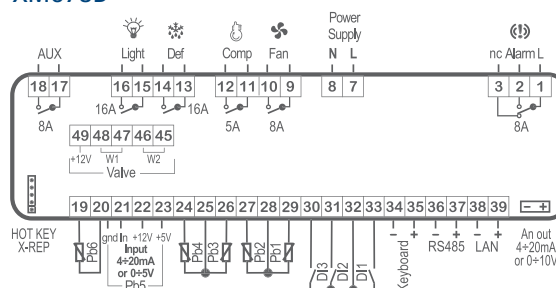 Power
Supply
AUX Light Def Comp Fan N L nc Alarm L
18 17 16 15 14 13 12 11 10 9 8 7 3 2 1
8A 16A 16A 5A 8A 8A
49 48 47 46 45
+12V W1 W2
Valve
19 20 21 22 23 24 25 26 27 28 29 30 31 32 33 34 35 36 37 38 39
HOT KEY
X-REP
Pb6
gnd In +12V +5V
Input
4÷20mA
or 0÷5V
Pb5
Pb4 Pb3 Pb2 Pb1
DI3 DI2 DI1
Keyboard
- + - + - +
RS485 LAN
- +
An out
4÷20mA
or 0÷10V